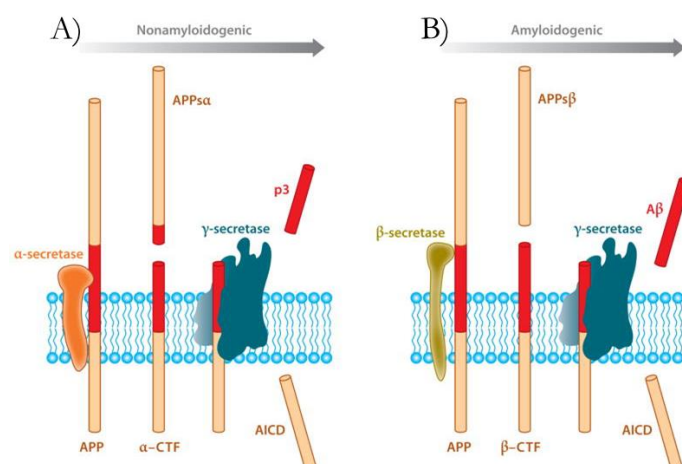 A)
Nonamyloidogenic
APPsα
p3
γ-secretase
α-secretase
APP
α-CTF
AICD
B)
Amyloidogenic
APPsβ
Aβ
γ-secretase
β-secretase
APP
β-CTF
AICD